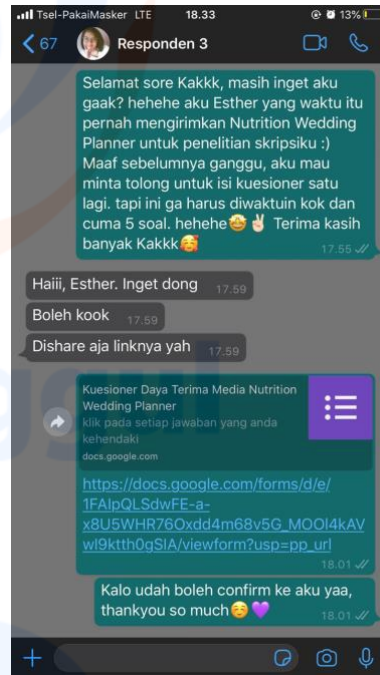 Tsel-PakaiMasker LTE 18.33 13%
67 Responden 3
Selamat sore Kakkk, masih inget aku
gaak? hehehe aku Esther yang waktu itu
pernah mengirimkan Nutrition Wedding
Planner untuk penelitian skripsiku :)
Maaf sebelumnya ganggu, aku mau
minta tolong untuk isi kuesioner satu
lagi. tapi ini ga harus diwaktuin kok dan
cuma 5 soal. hehehe🤩✌🏻 Terima kasih
banyak Kakkk🥰
17.55
Haiii, Esther. Inget dong 17.59
Boleh kook 17.59
Dishare aja linknya yah 17.59
Kuesioner Daya Terima Media Nutrition
Wedding Planner
klik pada setiap jawaban yang anda
kehendaki
docs.google.com
https://docs.google.com/forms/d/e/
1FAIpQLSdwFE-a-
x8U5WHR76Oxdd4m68v5G_MOOl4kAV
wI9ktth0gSIA/viewform?usp=pp_url
18.01
Kalo udah boleh confirm ke aku yaa,
thankyou so much☺️💜 18.01